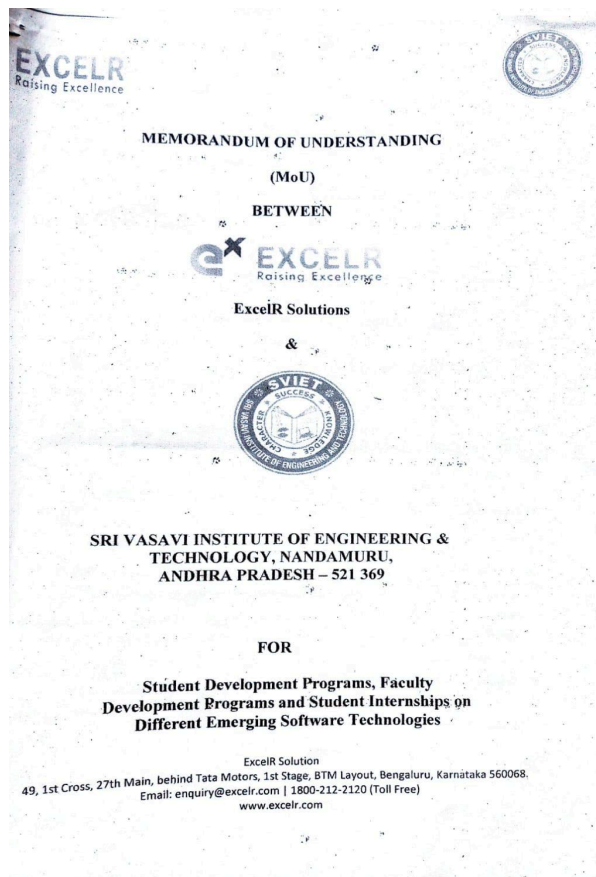 EXCELR
Raising Excellence
SVIET
SUCCESS
MEMORANDUM OF UNDERSTANDING
(MoU)
BETWEEN
ex EXCELR
Raising Excellence
ExcelR Solutions
&
SVIET
SUCCESS
CHARACTER
KNOWLEDGE
SRI VASAVI INSTITUTE OF ENGINEERING AND TECHNOLOGY
SRI VASAVI INSTITUTE OF ENGINEERING &
TECHNOLOGY, NANDAMURU,
ANDHRA PRADESH – 521 369
FOR
Student Development Programs, Faculty
Development Programs and Student Internships on
Different Emerging Software Technologies
ExcelR Solution
49, 1st Cross, 27th Main, behind Tata Motors, 1st Stage, BTM Layout, Bengaluru, Karnataka 560068.
Email: enquiry@excelr.com | 1800-212-2120 (Toll Free)
www.excelr.com